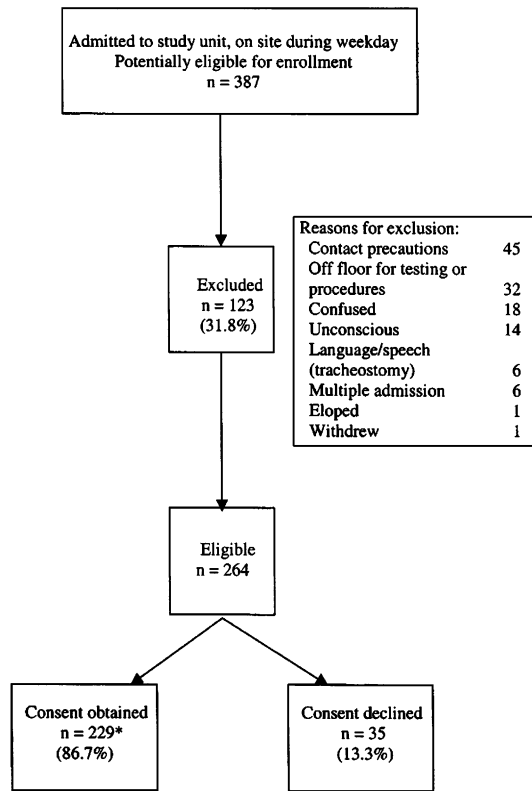 Admitted to study unit, on site during weekday
Potentially eligible for enrollment
n = 387
Excluded
n = 123
(31.8%)
Reasons for exclusion:
Contact precautions 45
Off floor for testing or
procedures 32
Confused 18
Unconscious 14
Language/speech
(tracheostomy) 6
Multiple admission 6
Eloped 1
Withdrew 1
Eligible
n = 264
Consent obtained
n = 229*
(86.7%)
Consent declined
n = 35
(13.3%)